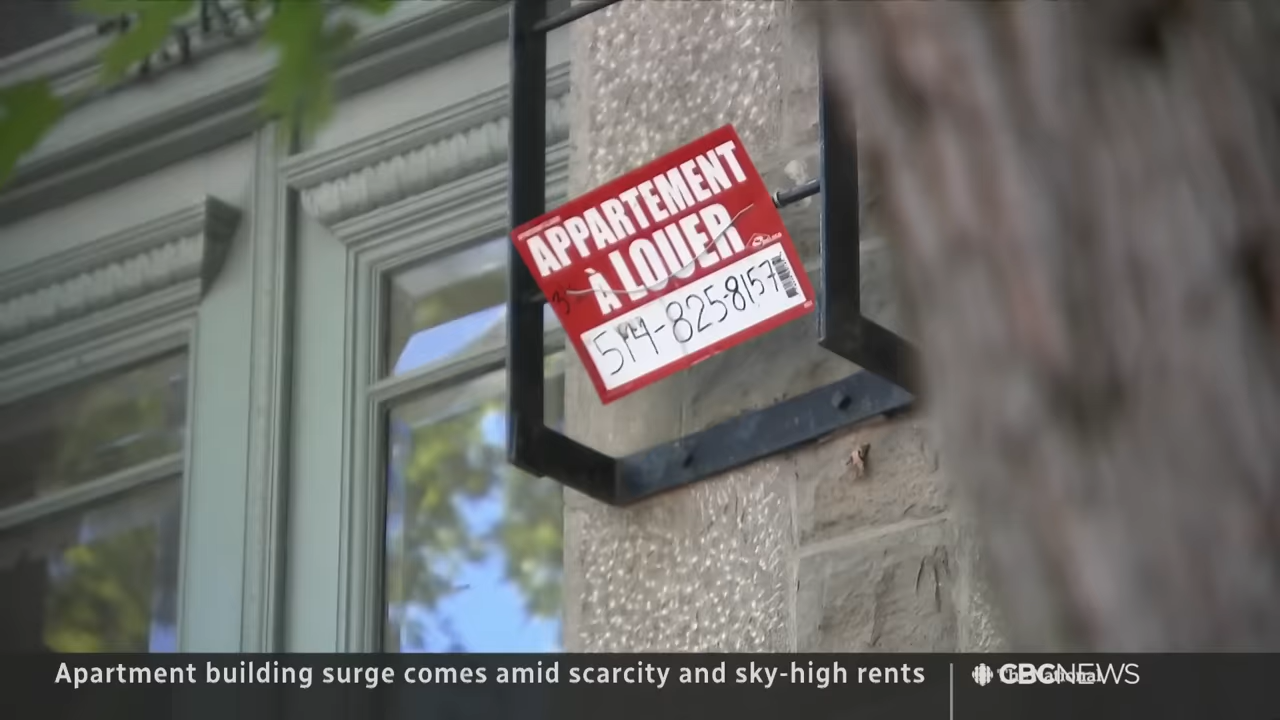 APPARTEMENT
À LOUER
514-825-8157
Apartment building surge comes amid scarcity and sky-high rents
CBC NEWS